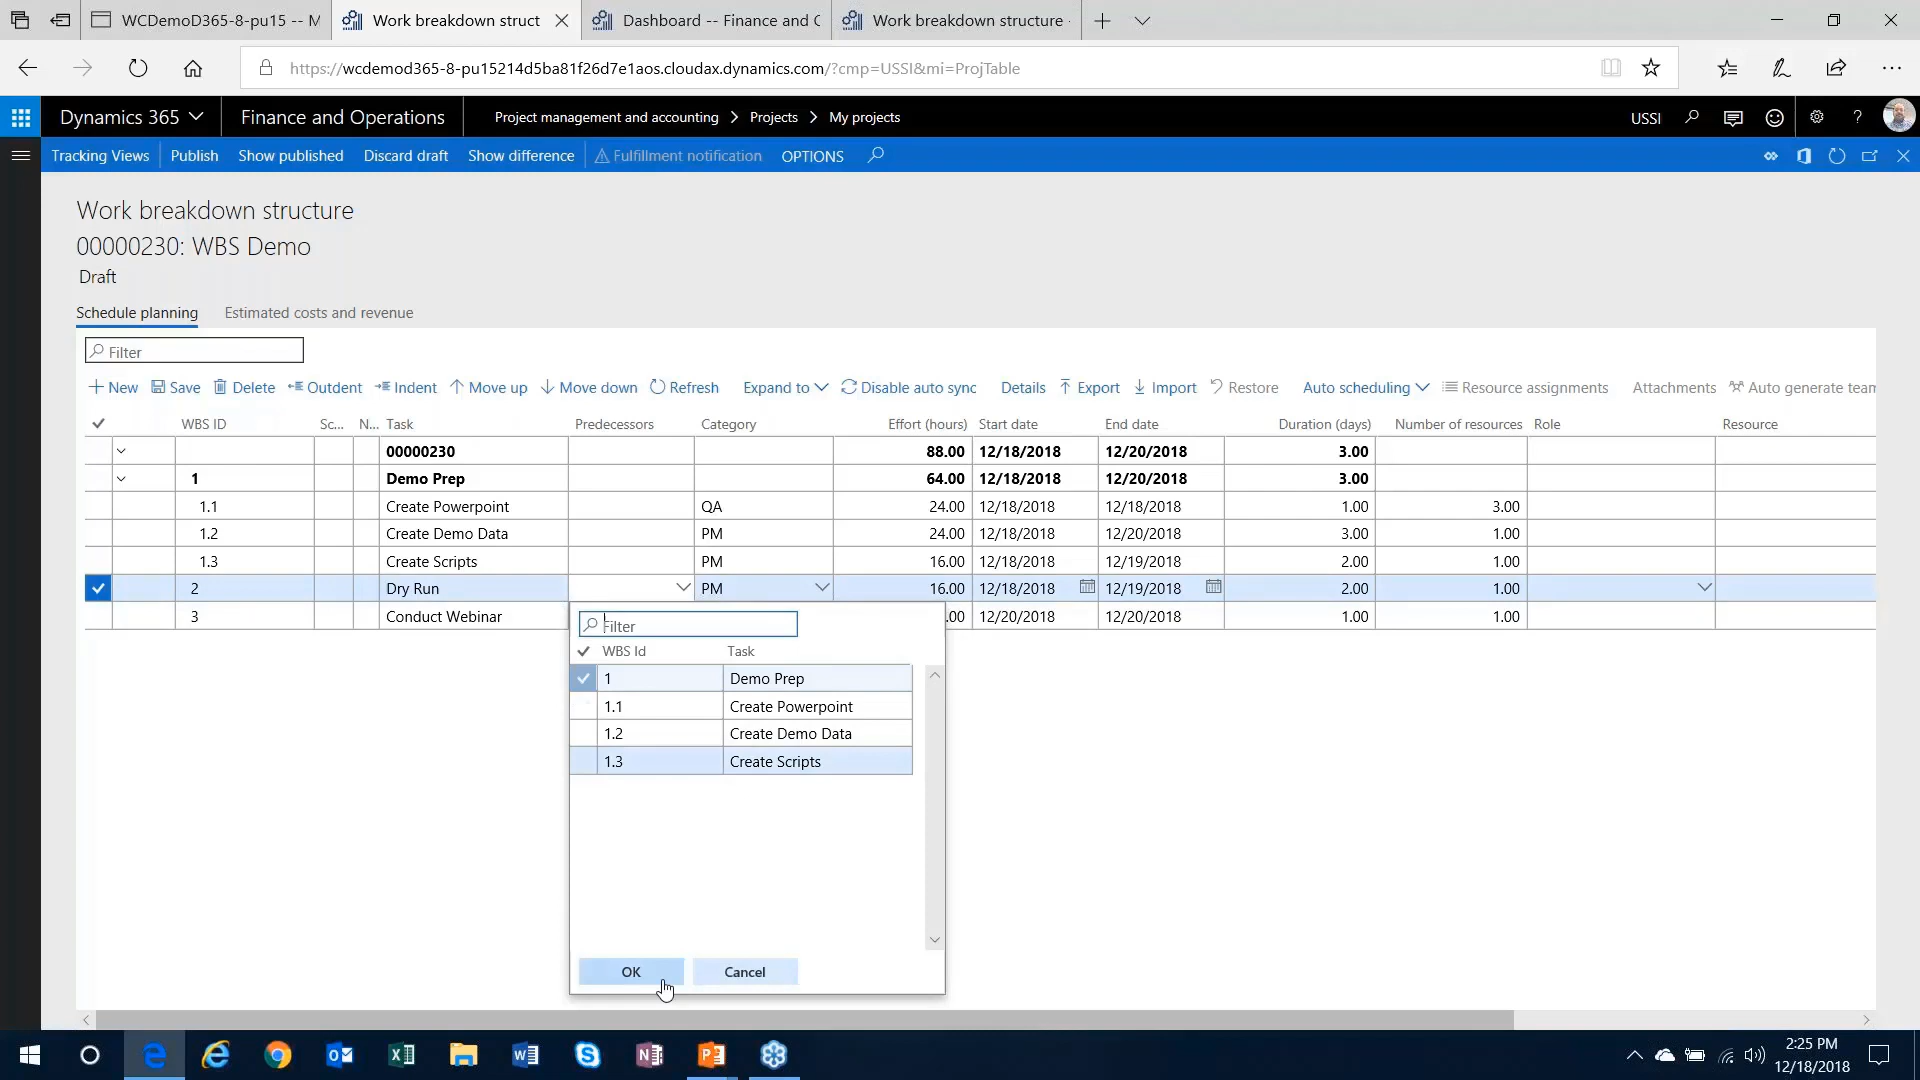 WCDemoD365-8-pu15 -- M
Work breakdown struct
Dashboard -- Finance and C
Work breakdown structure -
https://wcdemod365-8-pu15214d5ba81f26d7e1aos.cloudax.dynamics.com/?cmp=USSI&mi=ProjTable
Dynamics 365 Finance and Operations Project management and accounting > Projects > My projects USSI ?
Tracking Views Publish Show published Discard draft Show difference Fulfillment notification OPTIONS
Work breakdown structure
00000230: WBS Demo
Draft
Schedule planning Estimated costs and revenue
Filter
New Save Delete Outdent Indent Move up Move down Refresh Expand to Disable auto sync Details Export Import Restore Auto scheduling Resource assignments Attachments Auto generate team
WBS ID Sc... N... Task Predecessors Category Effort (hours) Start date End date Duration (days) Number of resources Role Resource
00000230 88.00 12/18/2018 12/20/2018 3.00
1 Demo Prep 64.00 12/18/2018 12/20/2018 3.00
1.1 Create Powerpoint QA 24.00 12/18/2018 12/18/2018 1.00 3.00
1.2 Create Demo Data PM 24.00 12/18/2018 12/20/2018 3.00 1.00
1.3 Create Scripts PM 16.00 12/18/2018 12/19/2018 2.00 1.00
2 Dry Run PM 16.00 12/18/2018 12/19/2018 2.00 1.00
3 Conduct Webinar .00 12/20/2018 12/20/2018 1.00 1.00
Filter
WBS Id Task
1 Demo Prep
1.1 Create Powerpoint
1.2 Create Demo Data
1.3 Create Scripts
OK Cancel
2:25 PM
12/18/2018